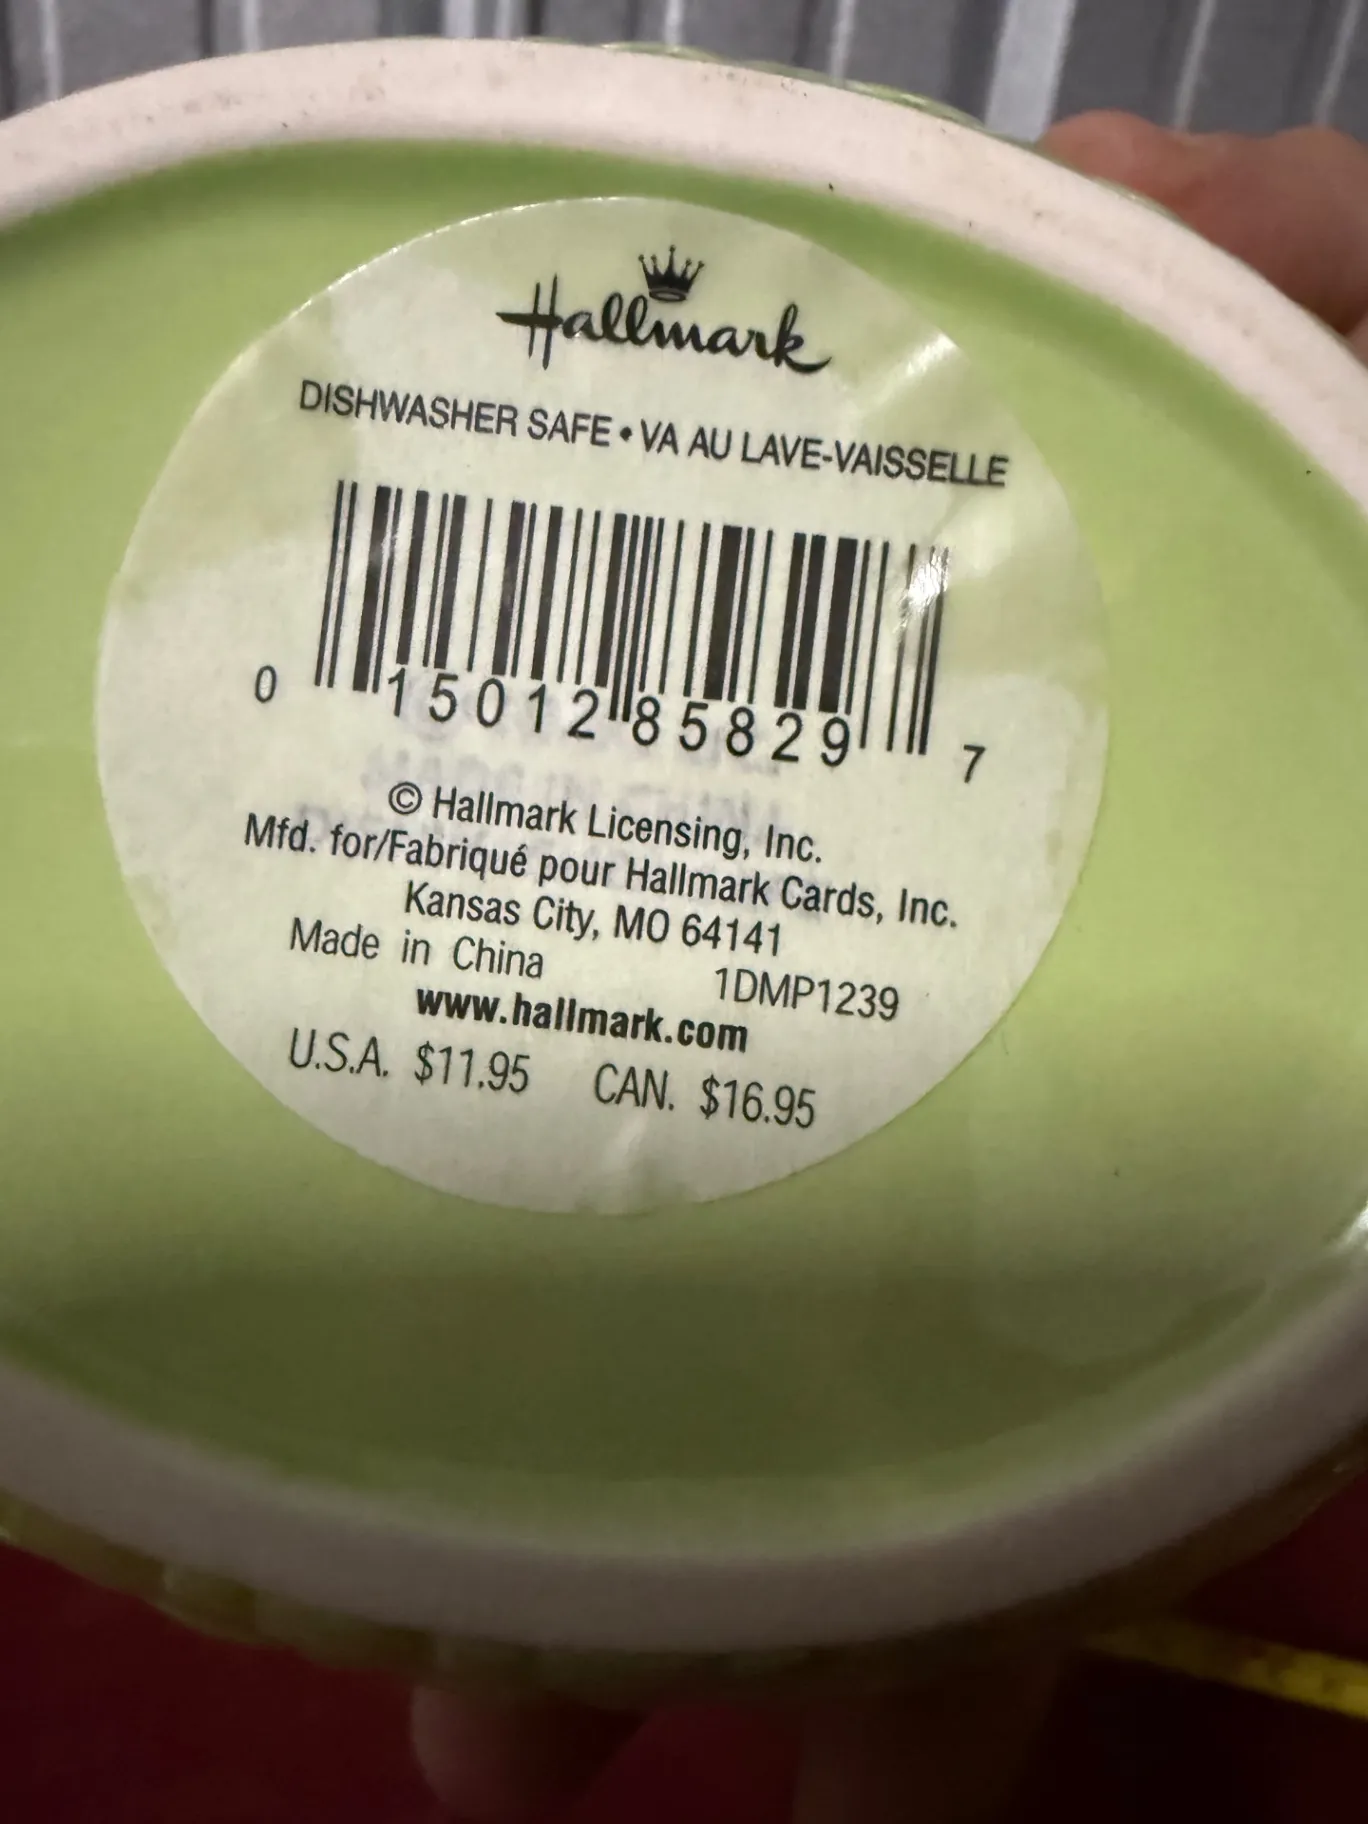 Hallmark
DISHWASHER SAFE • VA AU LAVE-VAISSELLE
0 15012 85829 7
© Hallmark Licensing, Inc.
Mfd. for/Fabriqué pour Hallmark Cards, Inc.
Kansas City, MO 64141
Made in China 1DMP1239
www.hallmark.com
U.S.A. $11.95 CAN. $16.95